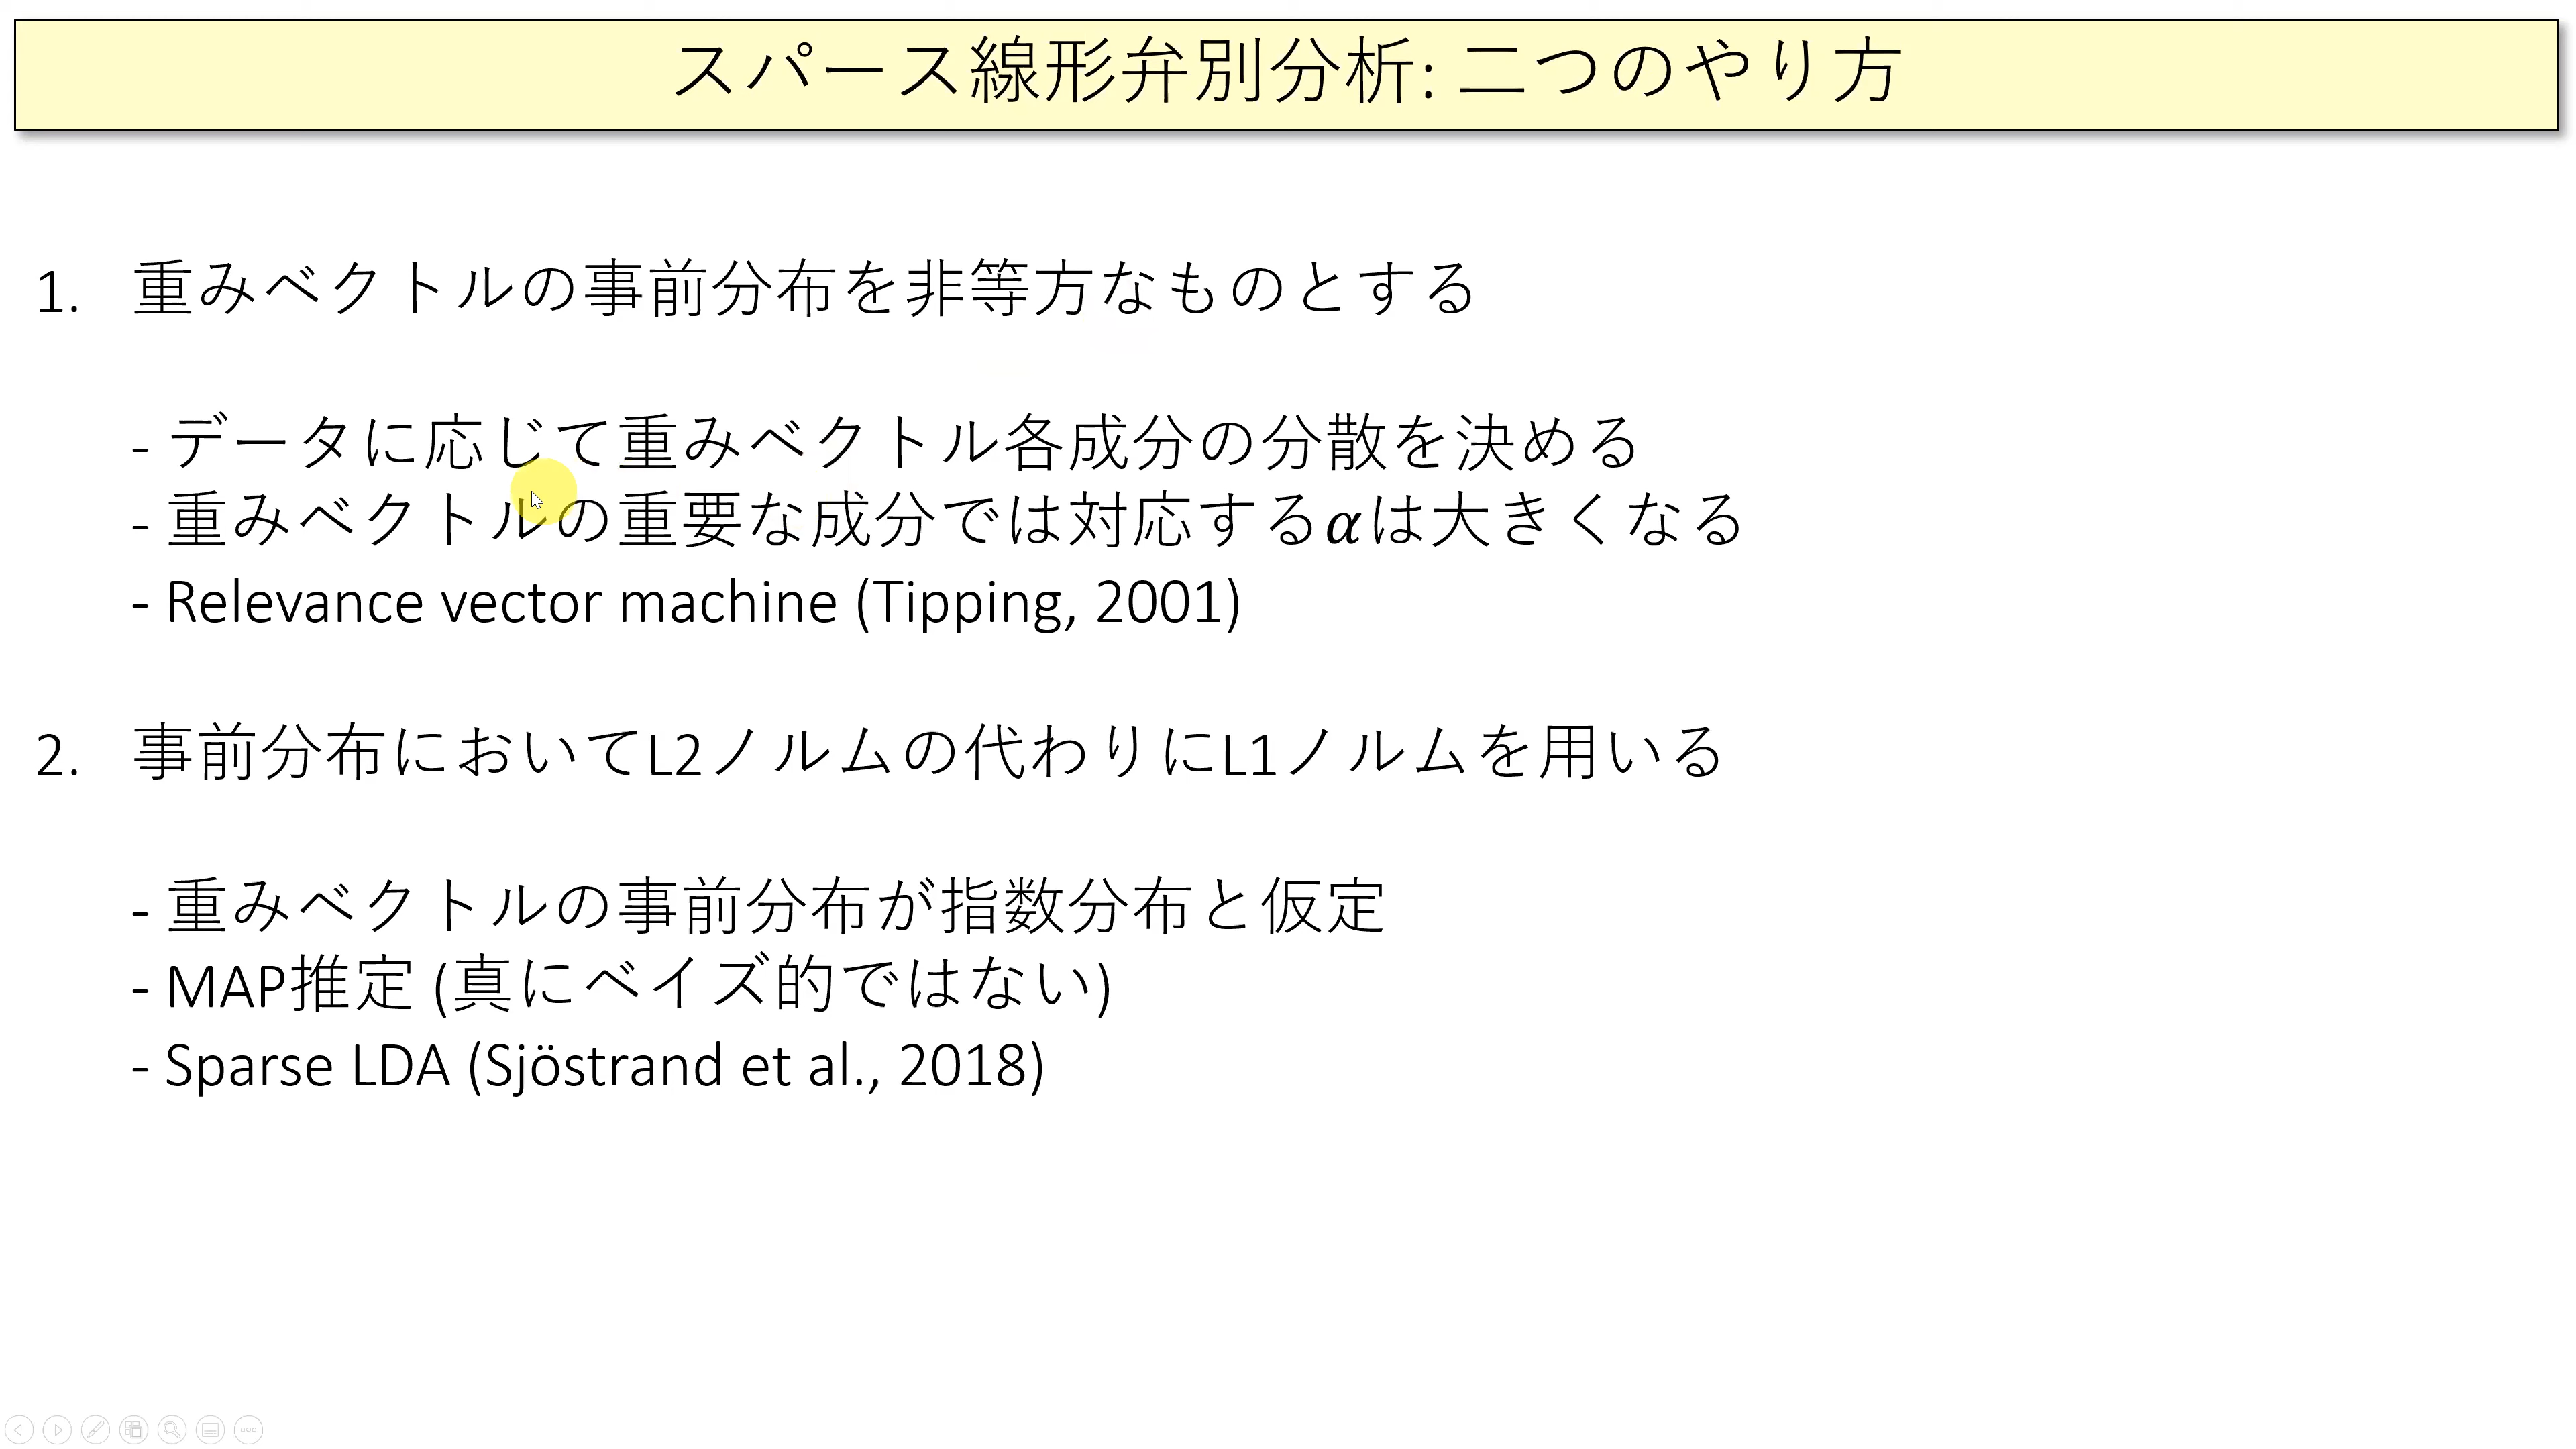 スパース線形弁別分析: 二つのやり方
1. 重みベクトルの事前分布を非等方なものとする
- データに応じて重みベクトル各成分の分散を決める
- 重みベクトルの重要な成分では対応するαは大きくなる
- Relevance vector machine (Tipping, 2001)
2. 事前分布においてL2ノルムの代わりにL1ノルムを用いる
- 重みベクトルの事前分布が指数分布と仮定
- MAP推定 (真にベイズ的ではない)
- Sparse LDA (Sjöstrand et al., 2018)